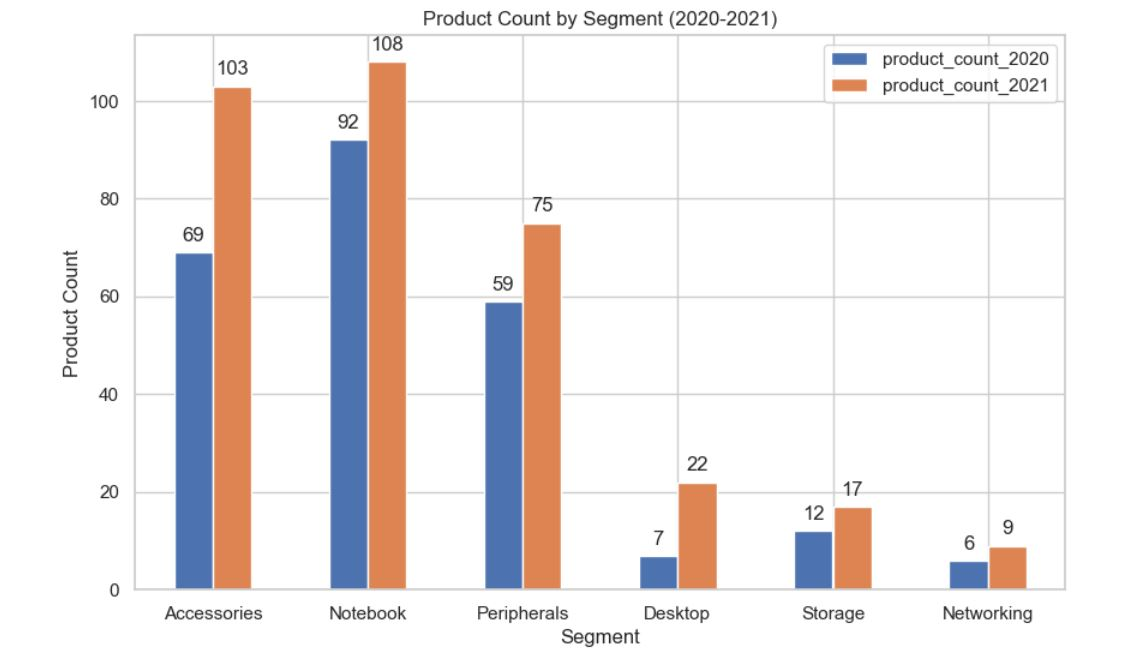 Product Count by Segment (2020-2021)
product_count_2020
product_count_2021
Product Count
100
80
60
40
20
0
69
103
92
108
59
75
7
22
12
17
6
9
Accessories
Notebook
Peripherals
Desktop
Storage
Networking
Segment